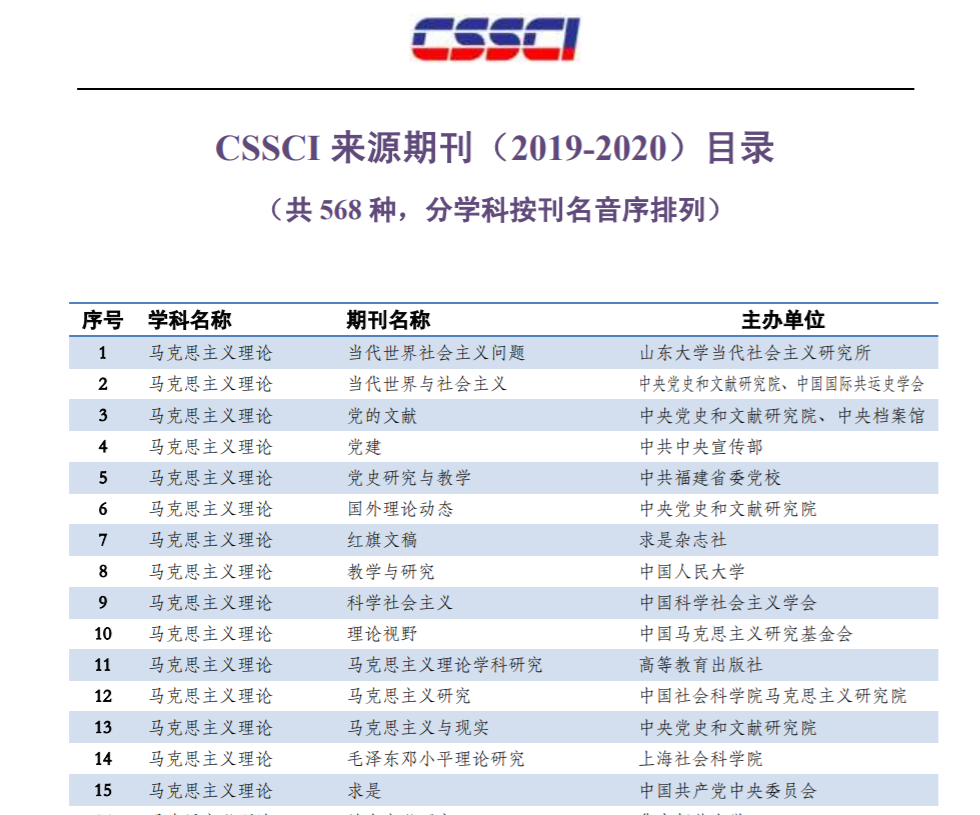 CSSCI
CSSCI 来源期刊（2019-2020）目录
（共 568 种，分学科按刊名音序排列）
序号 学科名称 期刊名称 主办单位
1 马克思主义理论 当代世界社会主义问题 山东大学当代社会主义研究所
2 马克思主义理论 当代世界与社会主义 中央党史和文献研究院、中国国际共运史学会
3 马克思主义理论 党的文献 中央党史和文献研究院、中央档案馆
4 马克思主义理论 党建 中共中央宣传部
5 马克思主义理论 党史研究与教学 中共福建省委党校
6 马克思主义理论 国外理论动态 中央党史和文献研究院
7 马克思主义理论 红旗文稿 求是杂志社
8 马克思主义理论 教学与研究 中国人民大学
9 马克思主义理论 科学社会主义 中国科学社会主义学会
10 马克思主义理论 理论视野 中国马克思主义研究基金会
11 马克思主义理论 马克思主义理论学科研究 高等教育出版社
12 马克思主义理论 马克思主义研究 中国社会科学院马克思主义研究院
13 马克思主义理论 马克思主义与现实 中央党史和文献研究院
14 马克思主义理论 毛泽东邓小平理论研究 上海社会科学院
15 马克思主义理论 求是 中国共产党中央委员会